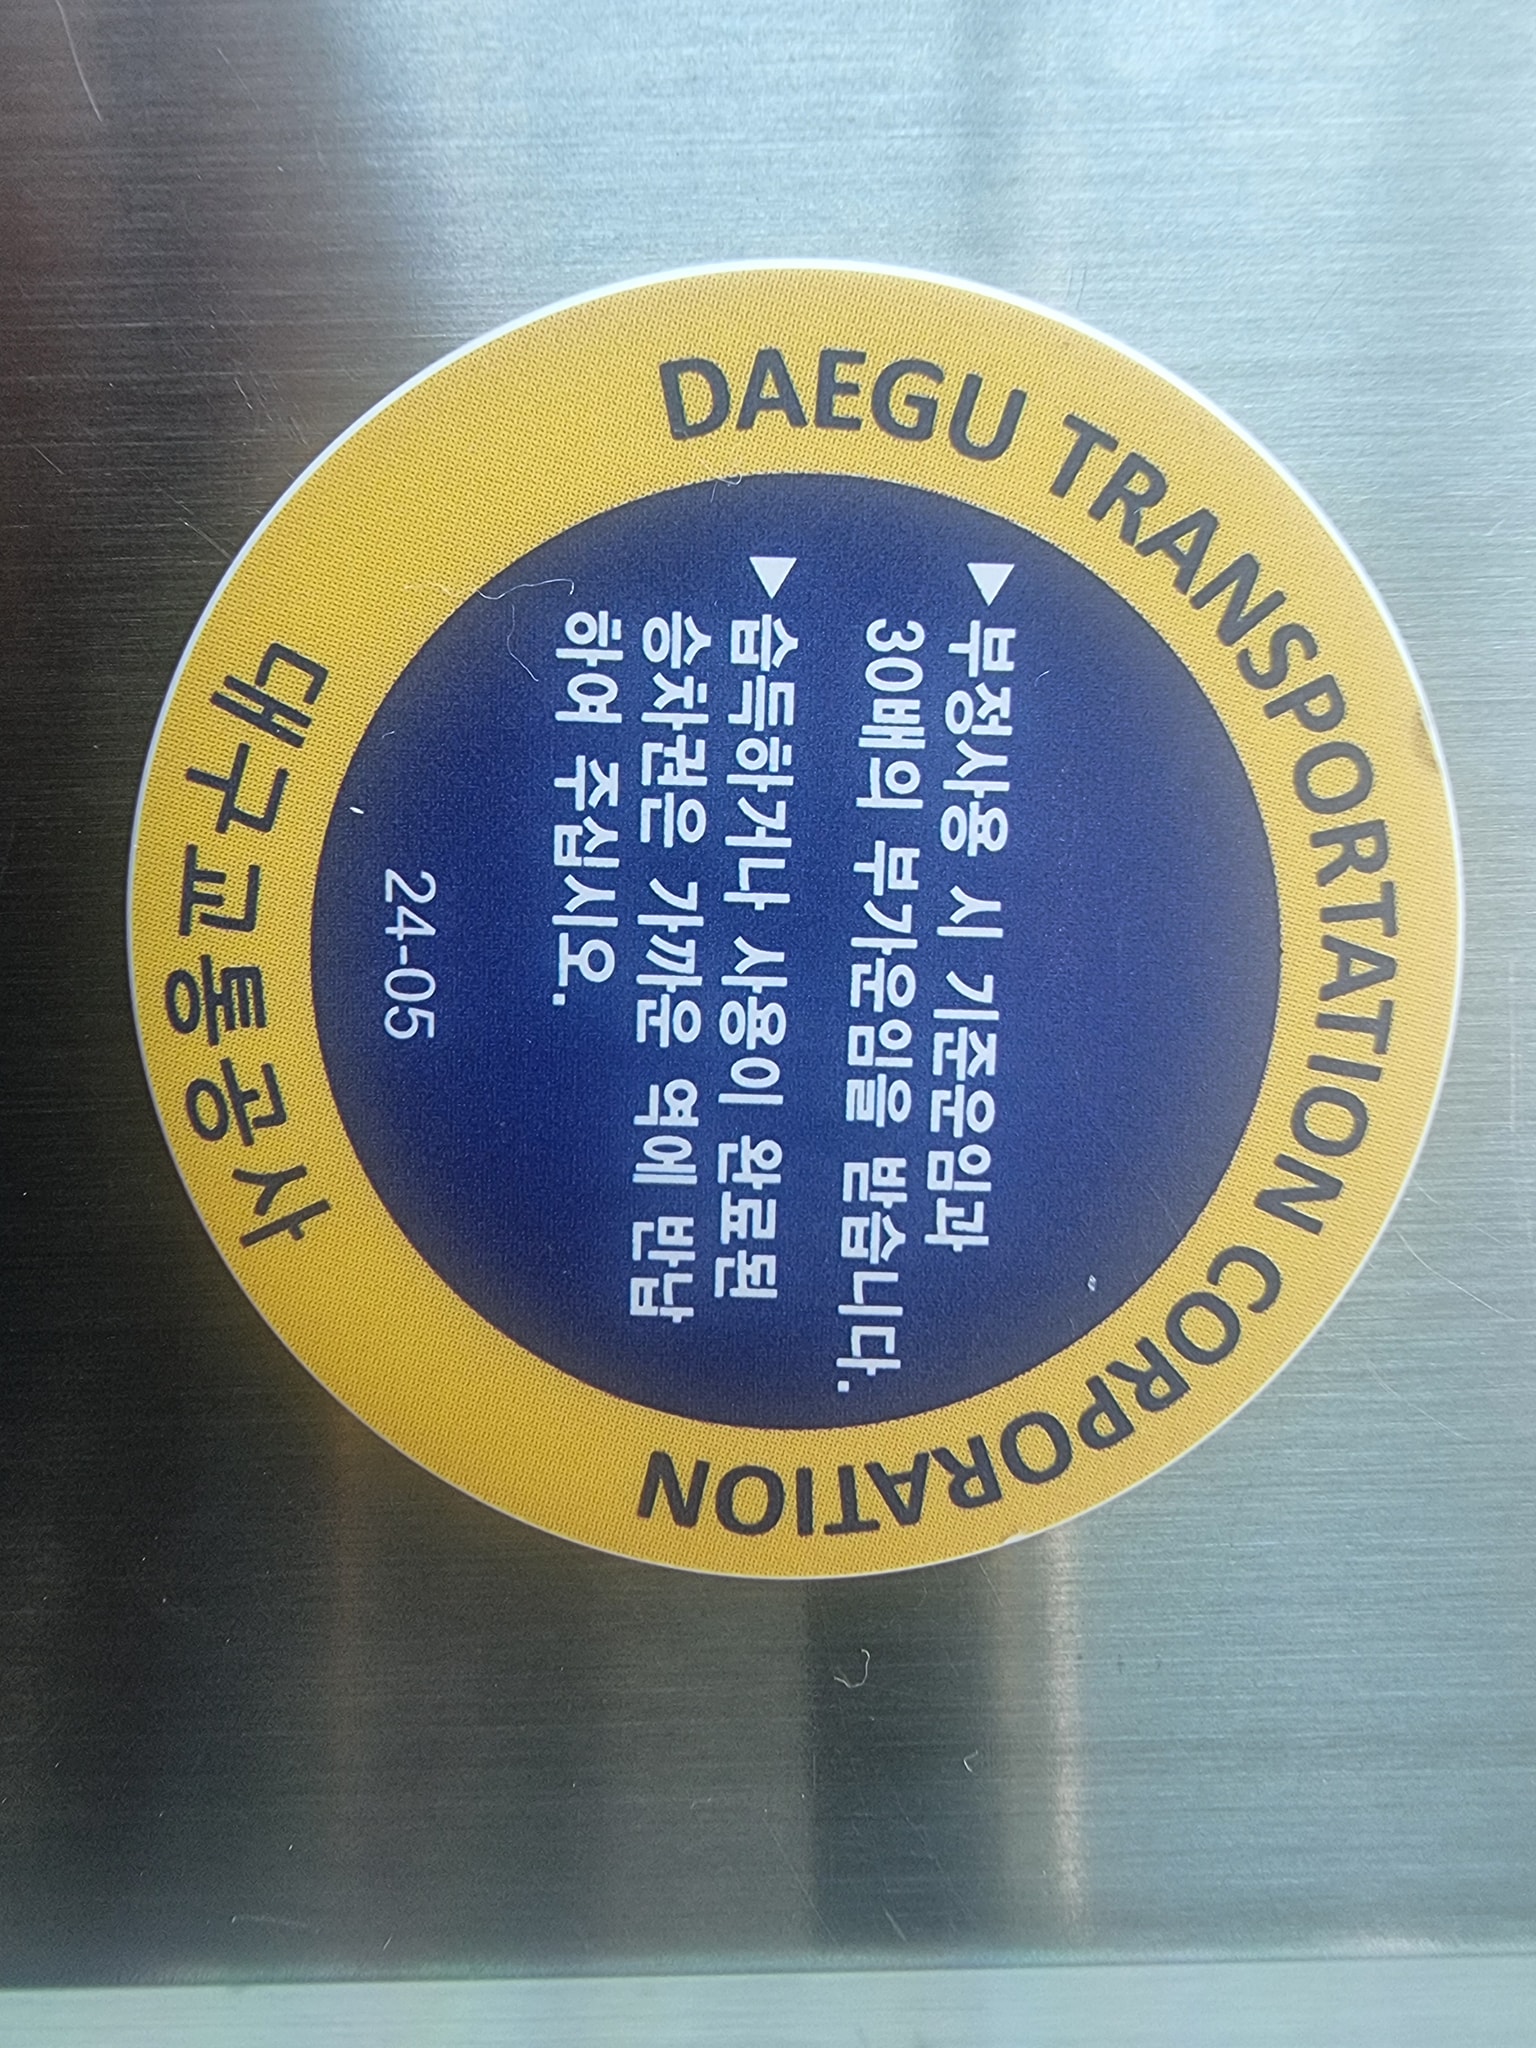 DAEGU TRANSPORTATION CORPORATION
▶ 부정사용 시 기준운임과
30배의 부가운임을 받습니다.
▶ 습득하거나 사용이 완료된
승차권은 가까운 역에 반납
하여 주십시오.
24-05
대구교통공사